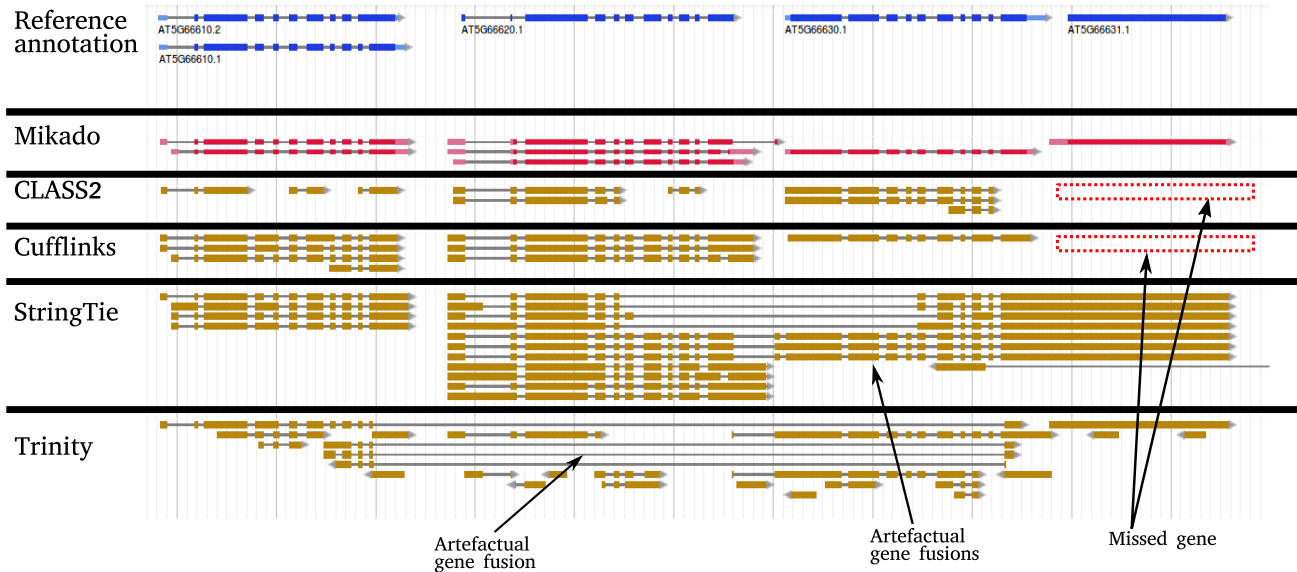 Reference
annotation
AT5G66610.2
AT5G66620.1
AT5G66630.1
AT5G66631.1
AT5G66610.1
Mikado
CLASS2
Cufflinks
StringTie
Trinity
Artefactual
gene fusion
Artefactual
gene fusions
Missed gene